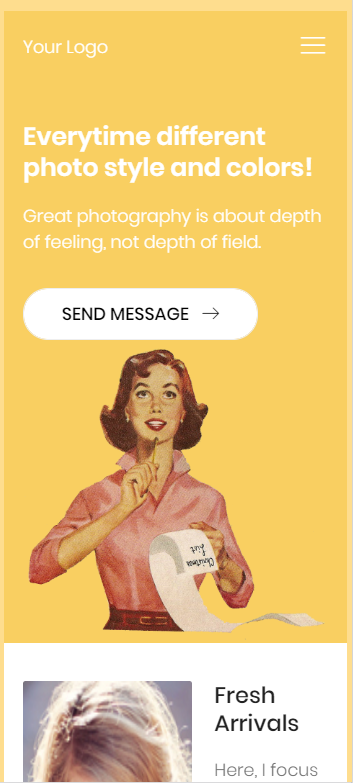 Your Logo
Everytime different
photo style and colors!
Great photography is about depth
of feeling, not depth of field.
SEND MESSAGE
Christmas
List
Fresh
Arrivals
Here, I focus